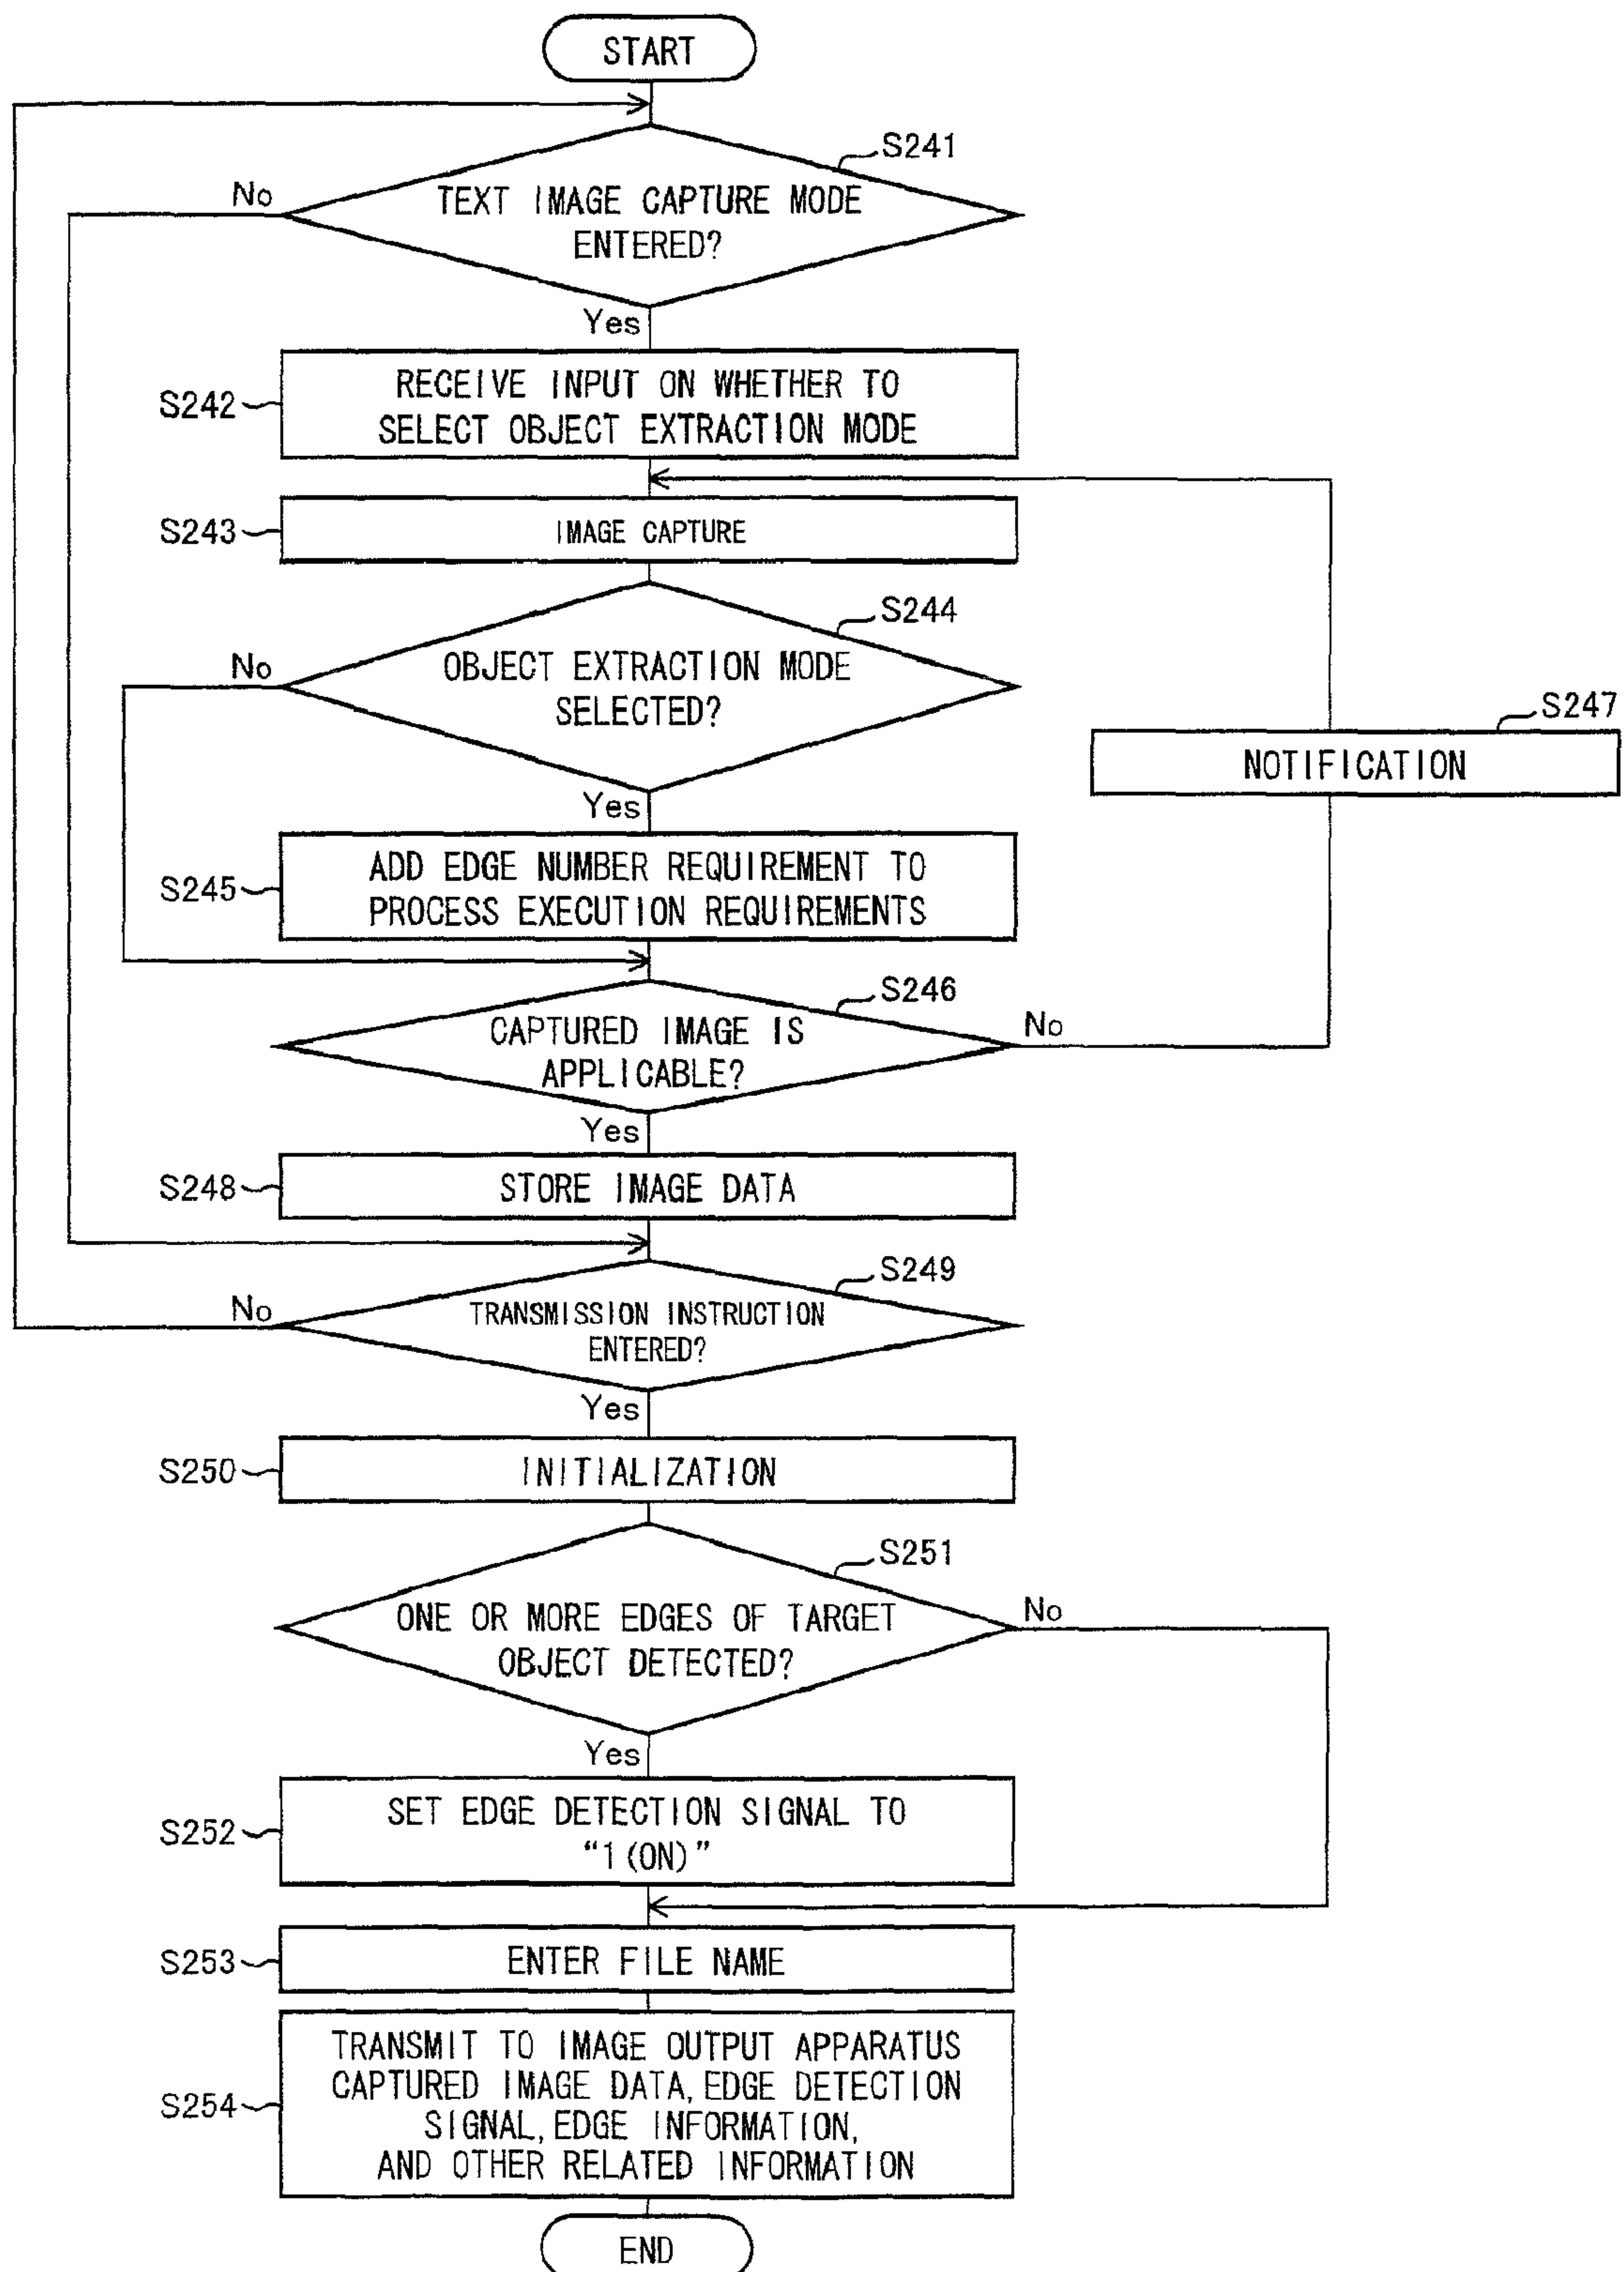 START
S241
No
TEXT IMAGE CAPTURE MODE
ENTERED?
Yes
S242
RECEIVE INPUT ON WHETHER TO
SELECT OBJECT EXTRACTION MODE
S243
IMAGE CAPTURE
S244
No
OBJECT EXTRACTION MODE
SELECTED?
S247
NOTIFICATION
Yes
S245
ADD EDGE NUMBER REQUIREMENT TO
PROCESS EXECUTION REQUIREMENTS
S246
CAPTURED IMAGE IS
APPLICABLE?
No
Yes
S248
STORE IMAGE DATA
S249
No
TRANSMISSION INSTRUCTION
ENTERED?
Yes
S250
INITIALIZATION
S251
ONE OR MORE EDGES OF TARGET
OBJECT DETECTED?
No
Yes
S252
SET EDGE DETECTION SIGNAL TO
“1 (ON)”
S253
ENTER FILE NAME
S254
TRANSMIT TO IMAGE OUTPUT APPARATUS
CAPTURED IMAGE DATA, EDGE DETECTION
SIGNAL, EDGE INFORMATION,
AND OTHER RELATED INFORMATION
END